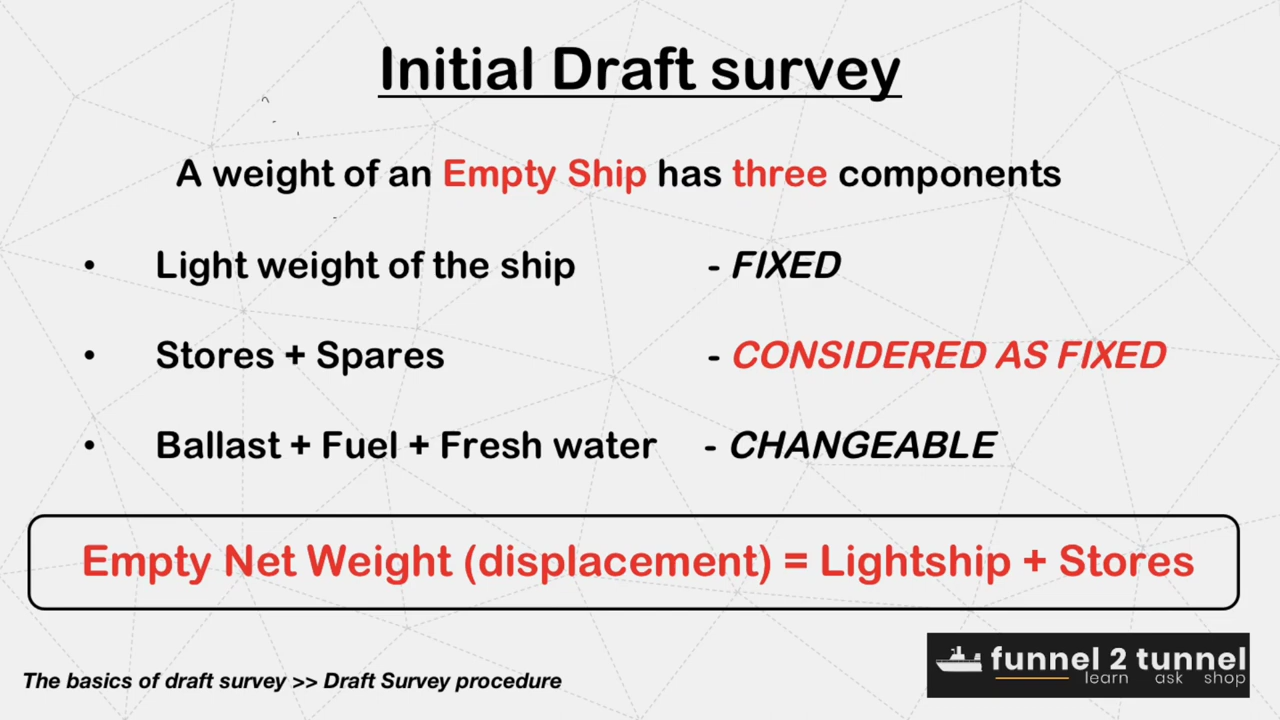 Initial Draft survey
A weight of an Empty Ship has three components
• Light weight of the ship - FIXED
• Stores + Spares - CONSIDERED AS FIXED
• Ballast + Fuel + Fresh water - CHANGEABLE
Empty Net Weight (displacement) = Lightship + Stores
The basics of draft survey >> Draft Survey procedure
funnel 2 tunnel
learn ask shop